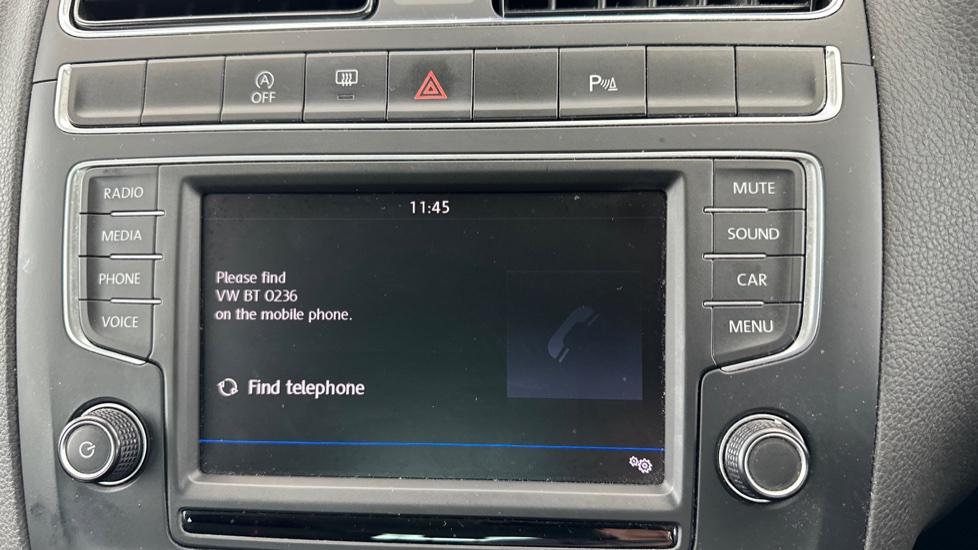 A
OFF
P
RADIO
MEDIA
PHONE
VOICE
11:45
Please find
VW BT 0236
on the mobile phone.
Find telephone
MUTE
SOUND
CAR
MENU